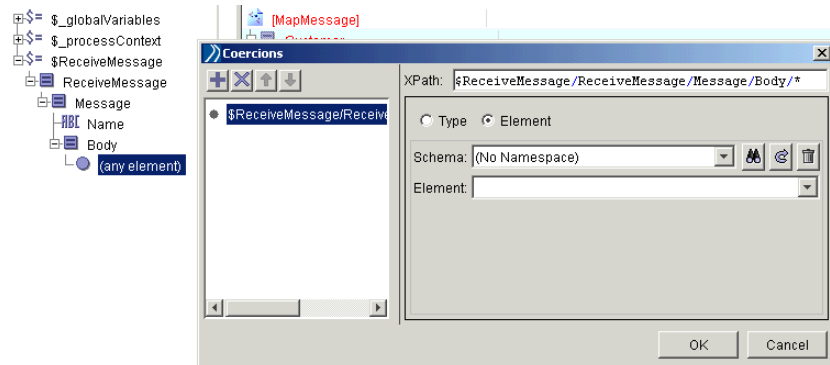 $= $_globalVariables
$= $_processContext
$= $ReceiveMessage
ReceiveMessage
Message
ABC Name
Body
(any element)
[MapMessage]
Coercions
XPath: $ReceiveMessage/ReceiveMessage/Message/Body/*
$ReceiveMessage/Receive
Type Element
Schema: (No Namespace)
Element:
OK Cancel